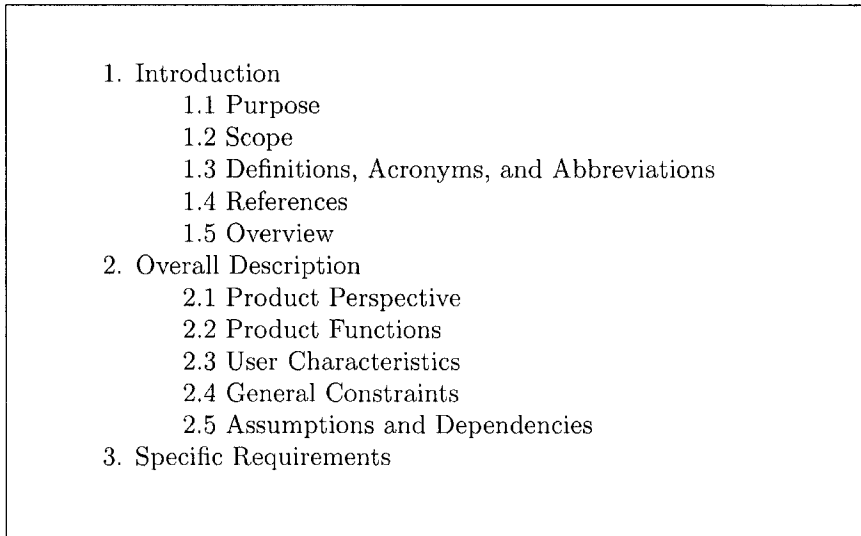 1. Introduction
1.1 Purpose
1.2 Scope
1.3 Definitions, Acronyms, and Abbreviations
1.4 References
1.5 Overview
2. Overall Description
2.1 Product Perspective
2.2 Product Functions
2.3 User Characteristics
2.4 General Constraints
2.5 Assumptions and Dependencies
3. Specific Requirements